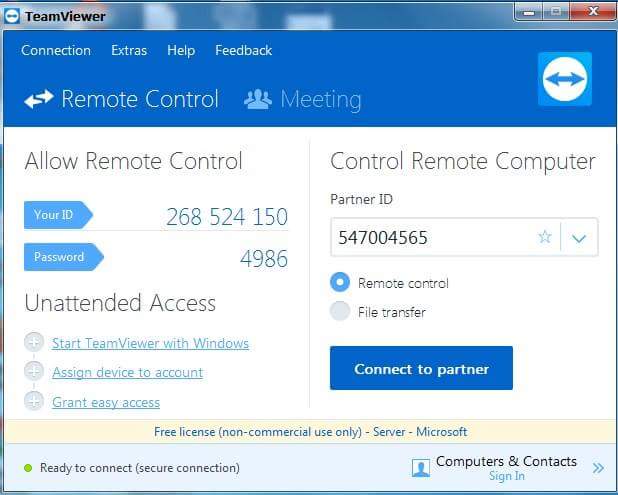 TeamViewer
Connection Extras Help Feedback
Remote Control Meeting
Allow Remote Control
Your ID 268 524 150
Password 4986
Unattended Access
Start TeamViewer with Windows
Assign device to account
Grant easy access
Control Remote Computer
Partner ID
547004565
Remote control
File transfer
Connect to partner
Free license (non-commercial use only) - Server - Microsoft
Ready to connect (secure connection)
Computers & Contacts
Sign In